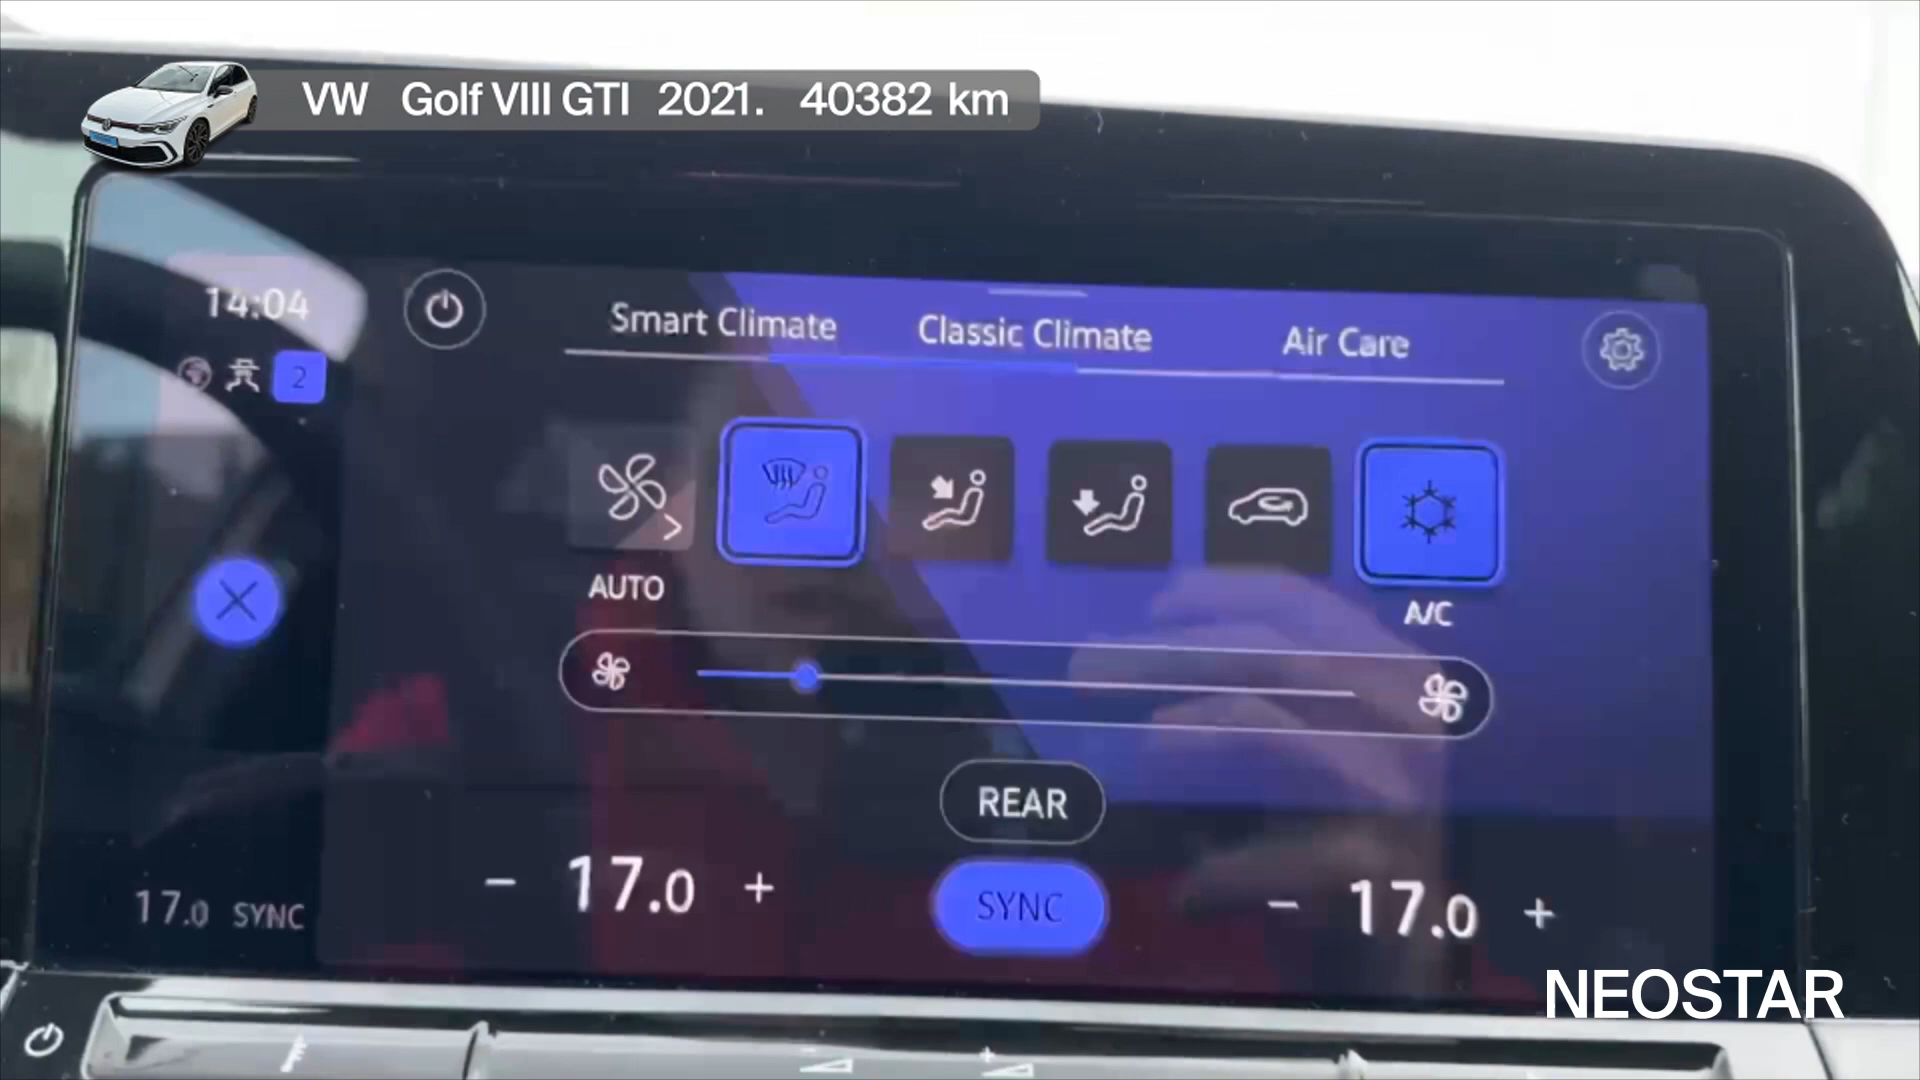 VW Golf VIII GTI 2021. 40382 km
14:04
Smart Climate Classic Climate Air Care
2
AUTO
A/C
REAR
- 17.0 + SYNC - 17.0 +
17.0 SYNC
NEOSTAR